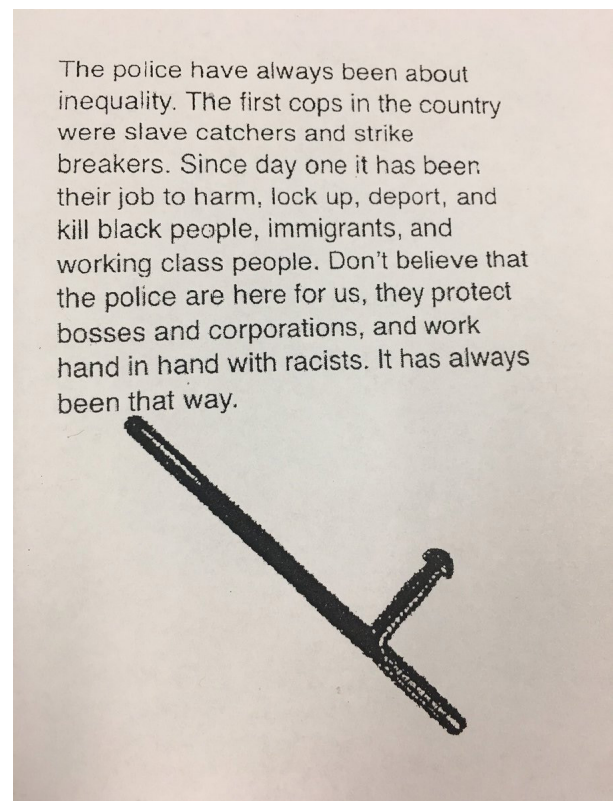 The police have always been about
inequality. The first cops in the country
were slave catchers and strike
breakers. Since day one it has been
their job to harm, lock up, deport, and
kill black people, immigrants, and
working class people. Don't believe that
the police are here for us, they protect
bosses and corporations, and work
hand in hand with racists. It has always
been that way.